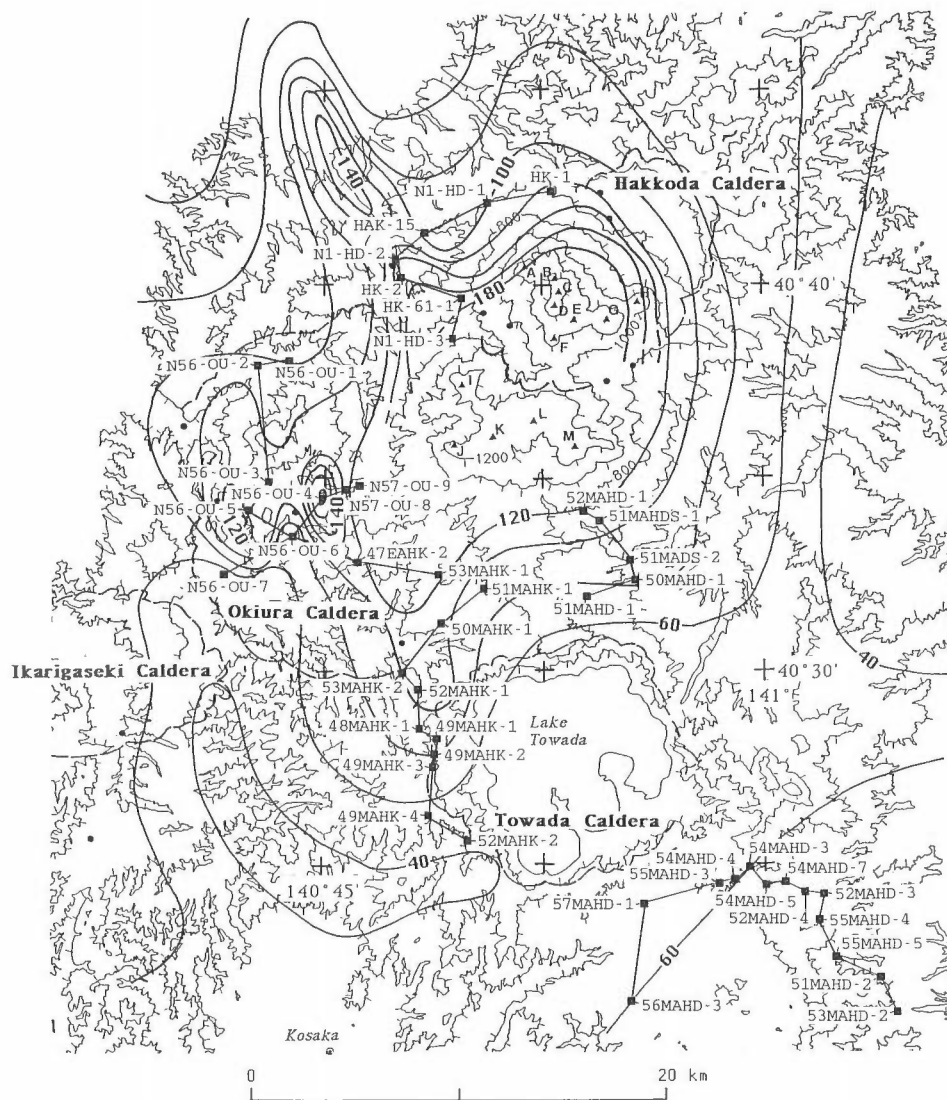 140
100
HK-1
N1-HD-1
Hakkoda Caldera
HAK-15
800
N1-HD-2
A
B
C
40°40'
HK-2
180
HK-61-1
D
E
G
H
N1-HD-3
F
N56-OU-2
N56-OU-1
I
L
K
M
J
1200
800
N56-OU-3
N57-OU-9
N56-OU-4
N56-OU-5
N57-OU-8
140
52MAHD-1
120
51MAHDS-1
120
N56-OU-6
47EAHK-2
51MADS-2
53MAHK-1
50MAHD-1
N56-OU-7
51MAHK-1
51MAHD-1
Okiura Caldera
50MAHK-1
60
40
Ikarigaseki Caldera
40°30'
53MAHK-2
52MAHK-1
141°
48MAHK-1
49MAHK-1
Lake
Towada
49MAHK-2
49MAHK-3
49MAHK-4
Towada Caldera
52MAHK-2
54MAHD-3
40
54MAHD-4
55MAHD-3
54MAHD-7
140°45'
54MAHD-5
52MAHD-3
57MAHD-1
52MAHD-4
55MAHD-4
60
55MAHD-5
51MAHD-2
56MAHD-3
53MAHD-2
Kosaka
0
20 km